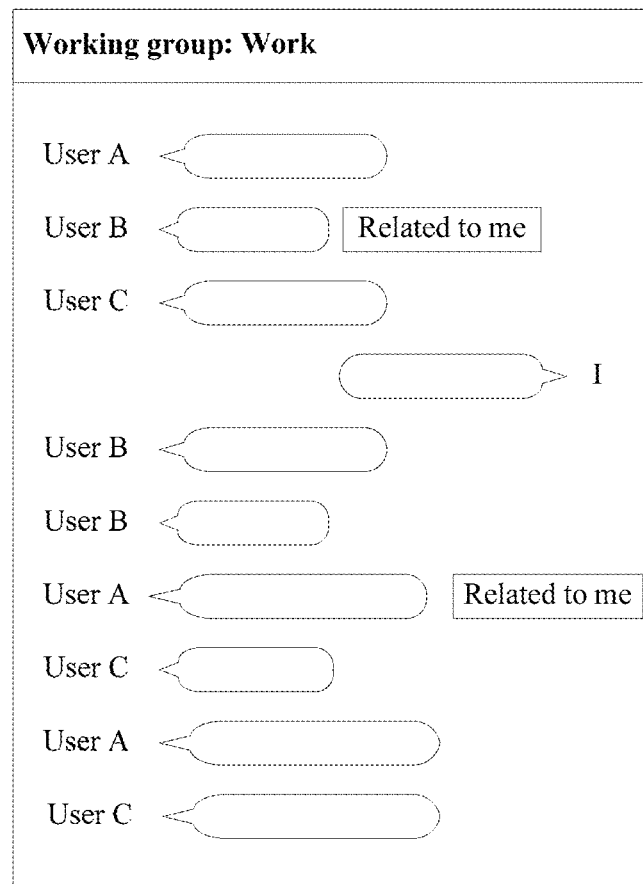 Working group: Work
User A
User B Related to me
User C
I
User B
User B
User A Related to me
User C
User A
User C